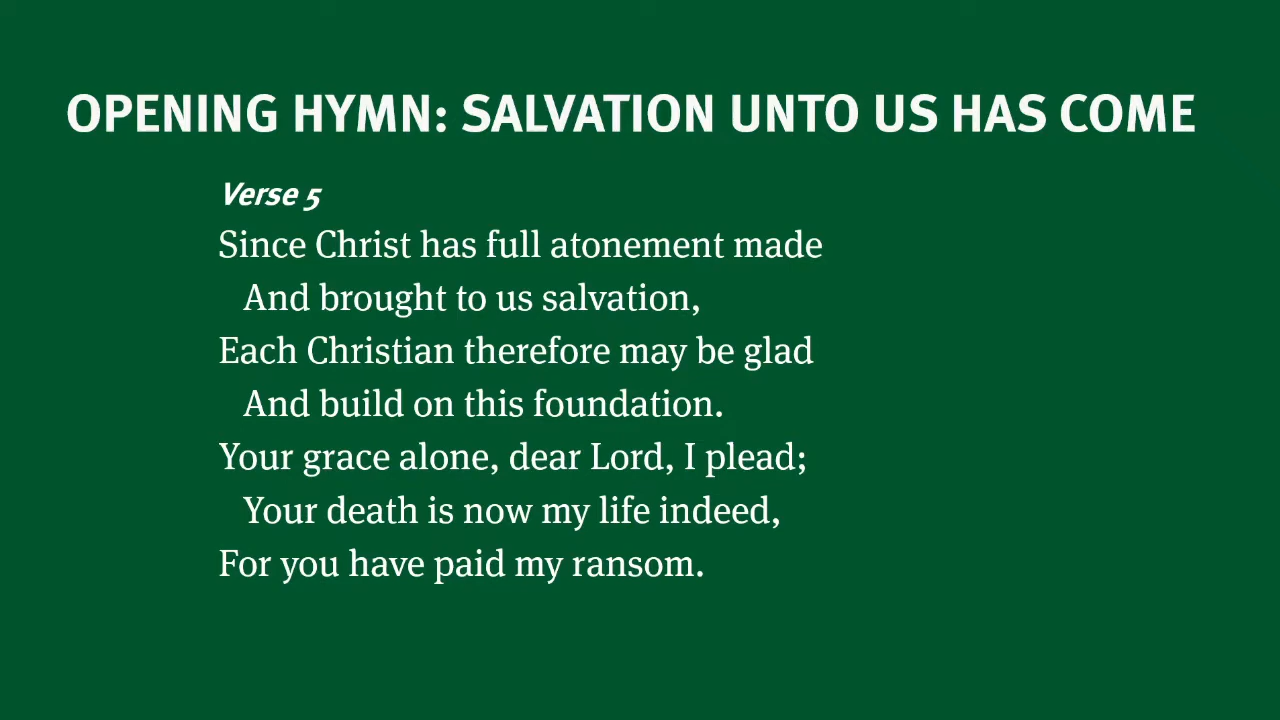 OPENING HYMN: SALVATION UNTO US HAS COME
Verse 5
Since Christ has full atonement made
And brought to us salvation,
Each Christian therefore may be glad
And build on this foundation.
Your grace alone, dear Lord, I plead;
Your death is now my life indeed,
For you have paid my ransom.